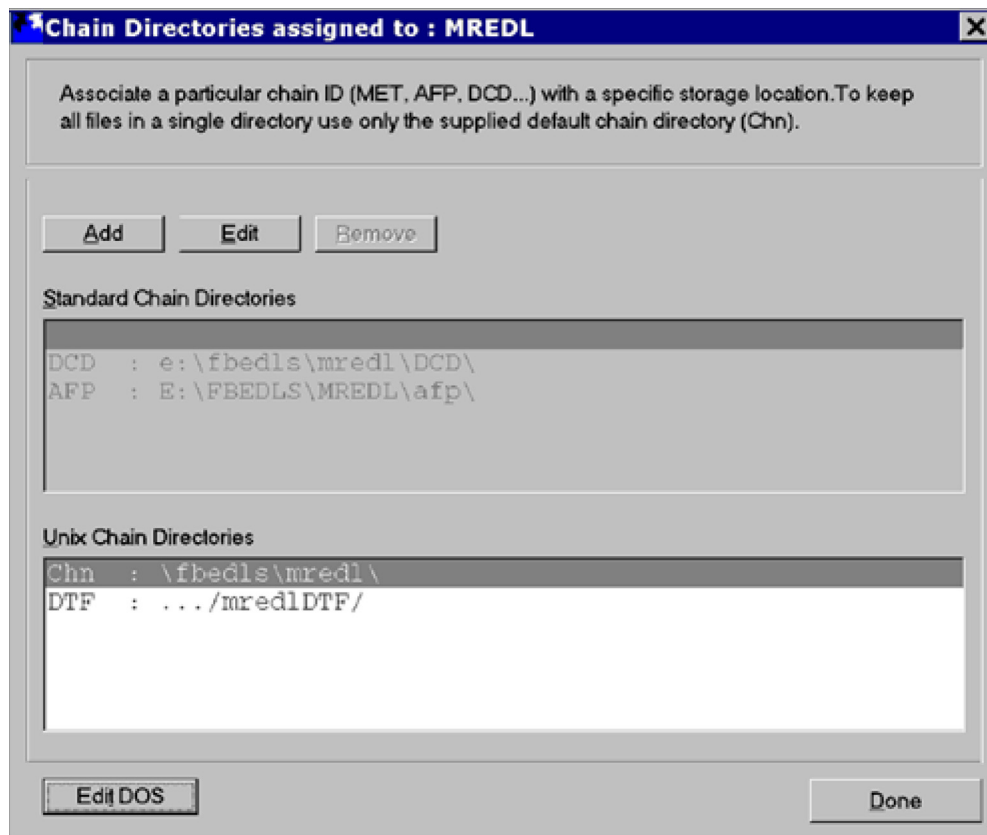 Chain Directories assigned to : MREDL
Associate a particular chain ID (MET, AFP, DCD...) with a specific storage location.To keep
all files in a single directory use only the supplied default chain directory (Chn).
Add Edit Remove
Standard Chain Directories
DCD : e:\fbedls\mredl\DCD\
AFP : E:\FBEDLS\MREDL\afp\
Unix Chain Directories
Chn : \fbedls\mredl\
DTF : .../mredlDTF/
Edit DOS Done